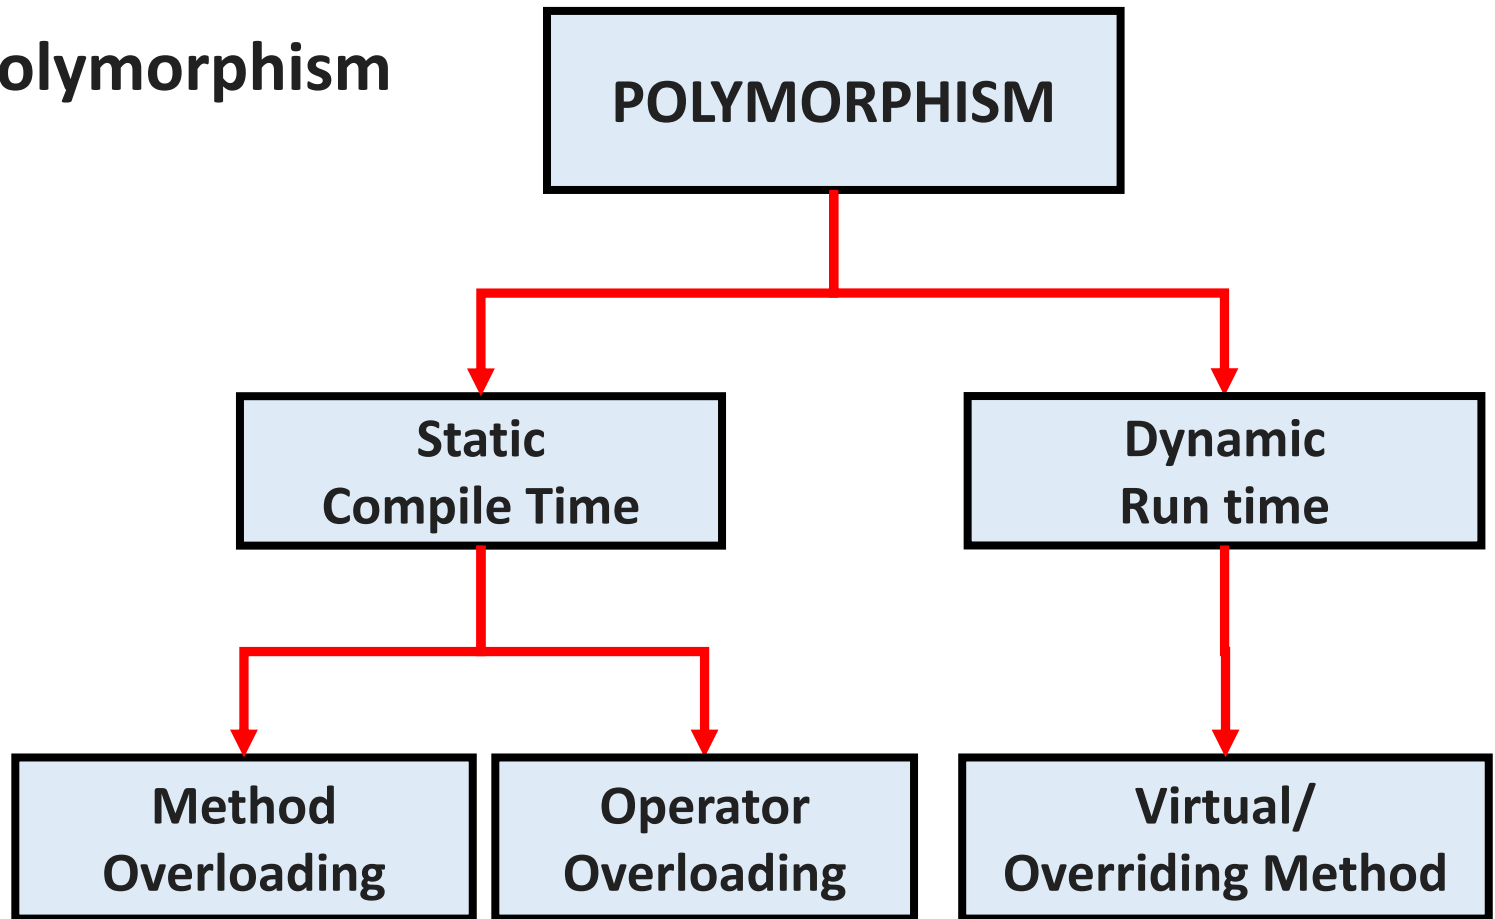 olymorphism
POLYMORPHISM
Static
Compile Time
Dynamic
Run time
Method
Overloading
Operator
Overloading
Virtual/
Overriding Method